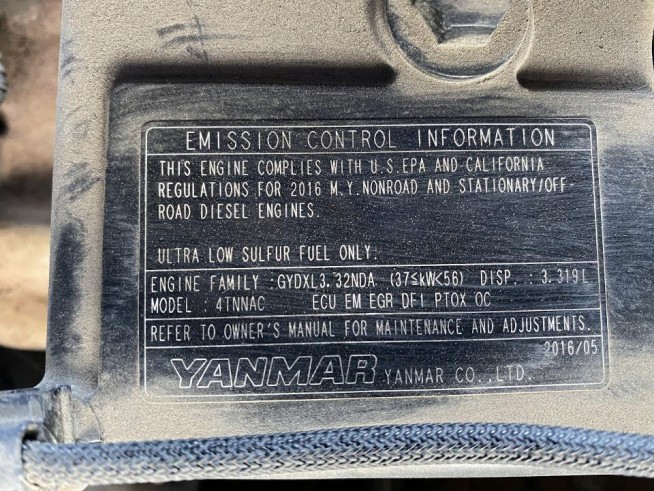 EMISSION CONTROL INFORMATION
THIS ENGINE COMPLIES WITH U.S.EPA AND CALIFORNIA
REGULATIONS FOR 2016 M.Y.NONROAD AND STATIONARY/OFF-
ROAD DIESEL ENGINES.
ULTRA LOW SULFUR FUEL ONLY.
ENGINE FAMILY :GYDXL3.32NDA (37≤kW<56) DISP. : 3.319L
MODEL : 4TNNAC ECU EM EGR DFI PTOX OC
REFER TO OWNER'S MANUAL FOR MAINTENANCE AND ADJUSTMENTS.
2016/05
YANMAR YANMAR CO.,LTD.